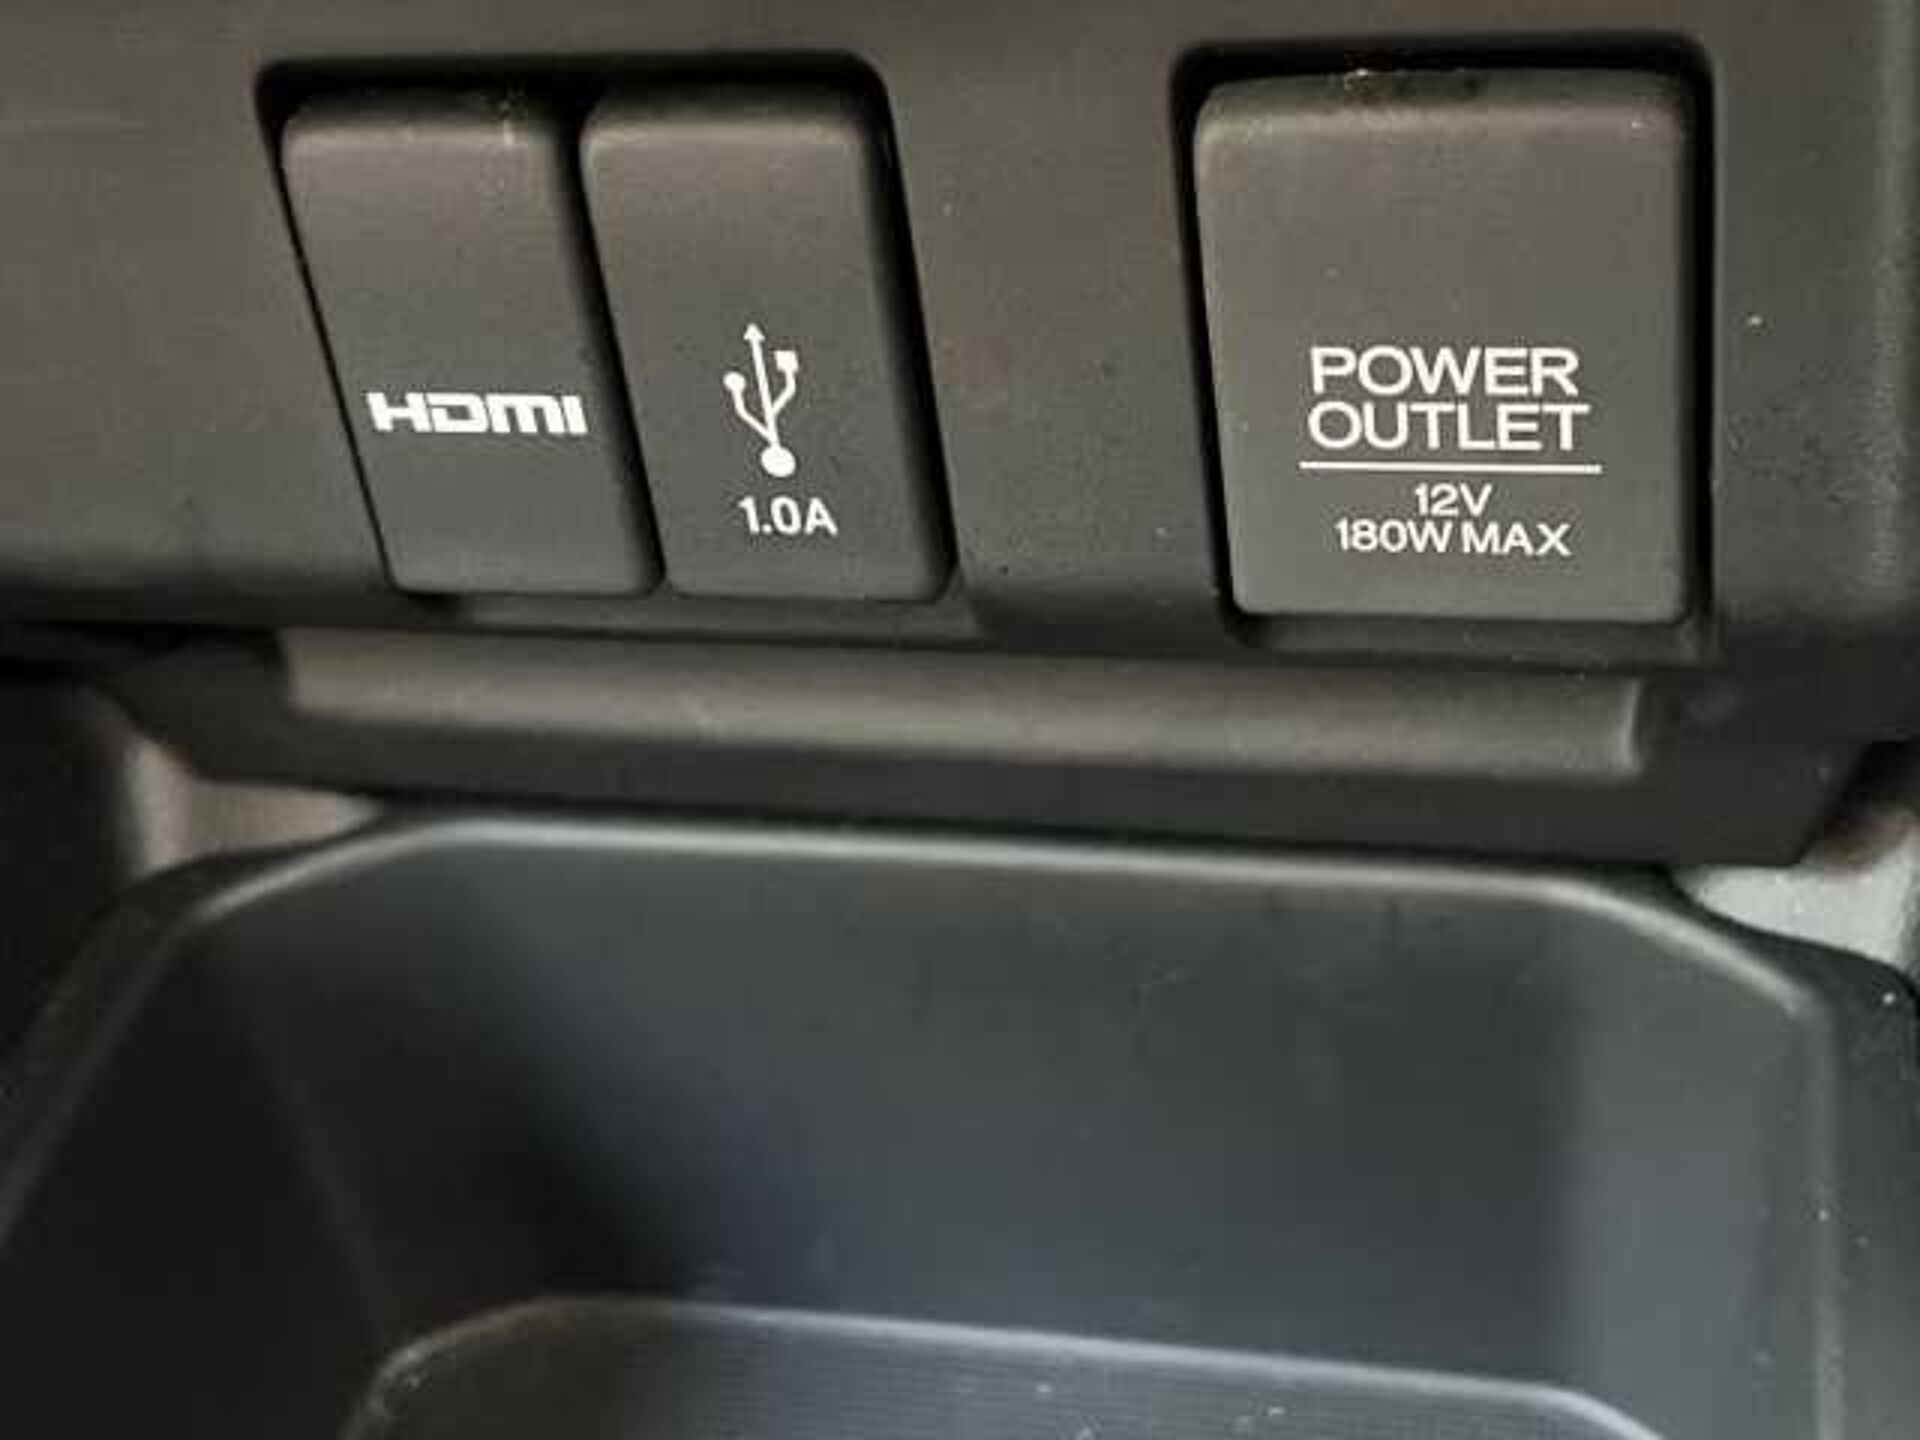 HDMI
1.0A
POWER
OUTLET
12V
180W MAX